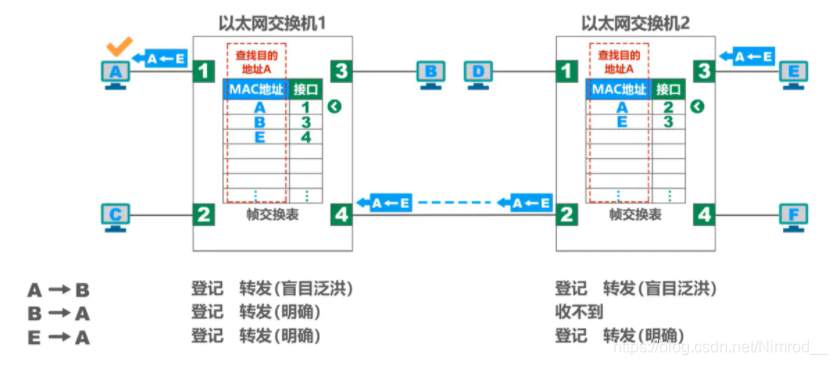 以太网交换机1
以太网交换机2
查找目的
地址A
MAC地址 接口
A 1
B 3
E 4
⋮ ⋮
帧交换表
查找目的
地址A
MAC地址 接口
A 2
E 3
⋮ ⋮
帧交换表
A A←E 1 3 B
D 1 3 A←E E
C 2 4 A←E
A←E 2 4 F
A→B 登记 转发(盲目泛洪) 登记 转发(盲目泛洪)
B→A 登记 转发(明确) 收不到
E→A 登记 转发(明确) 登记 转发(明确)
https://blog.csdn.net/Nimrod__